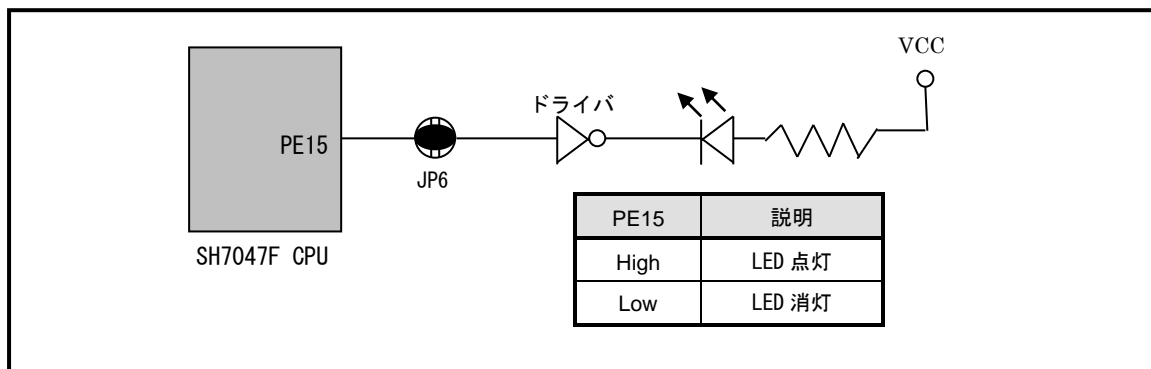 VCC
ドライバ
PE15
JP6
SH7047F CPU
PE15 説明
High LED 点灯
Low LED 消灯